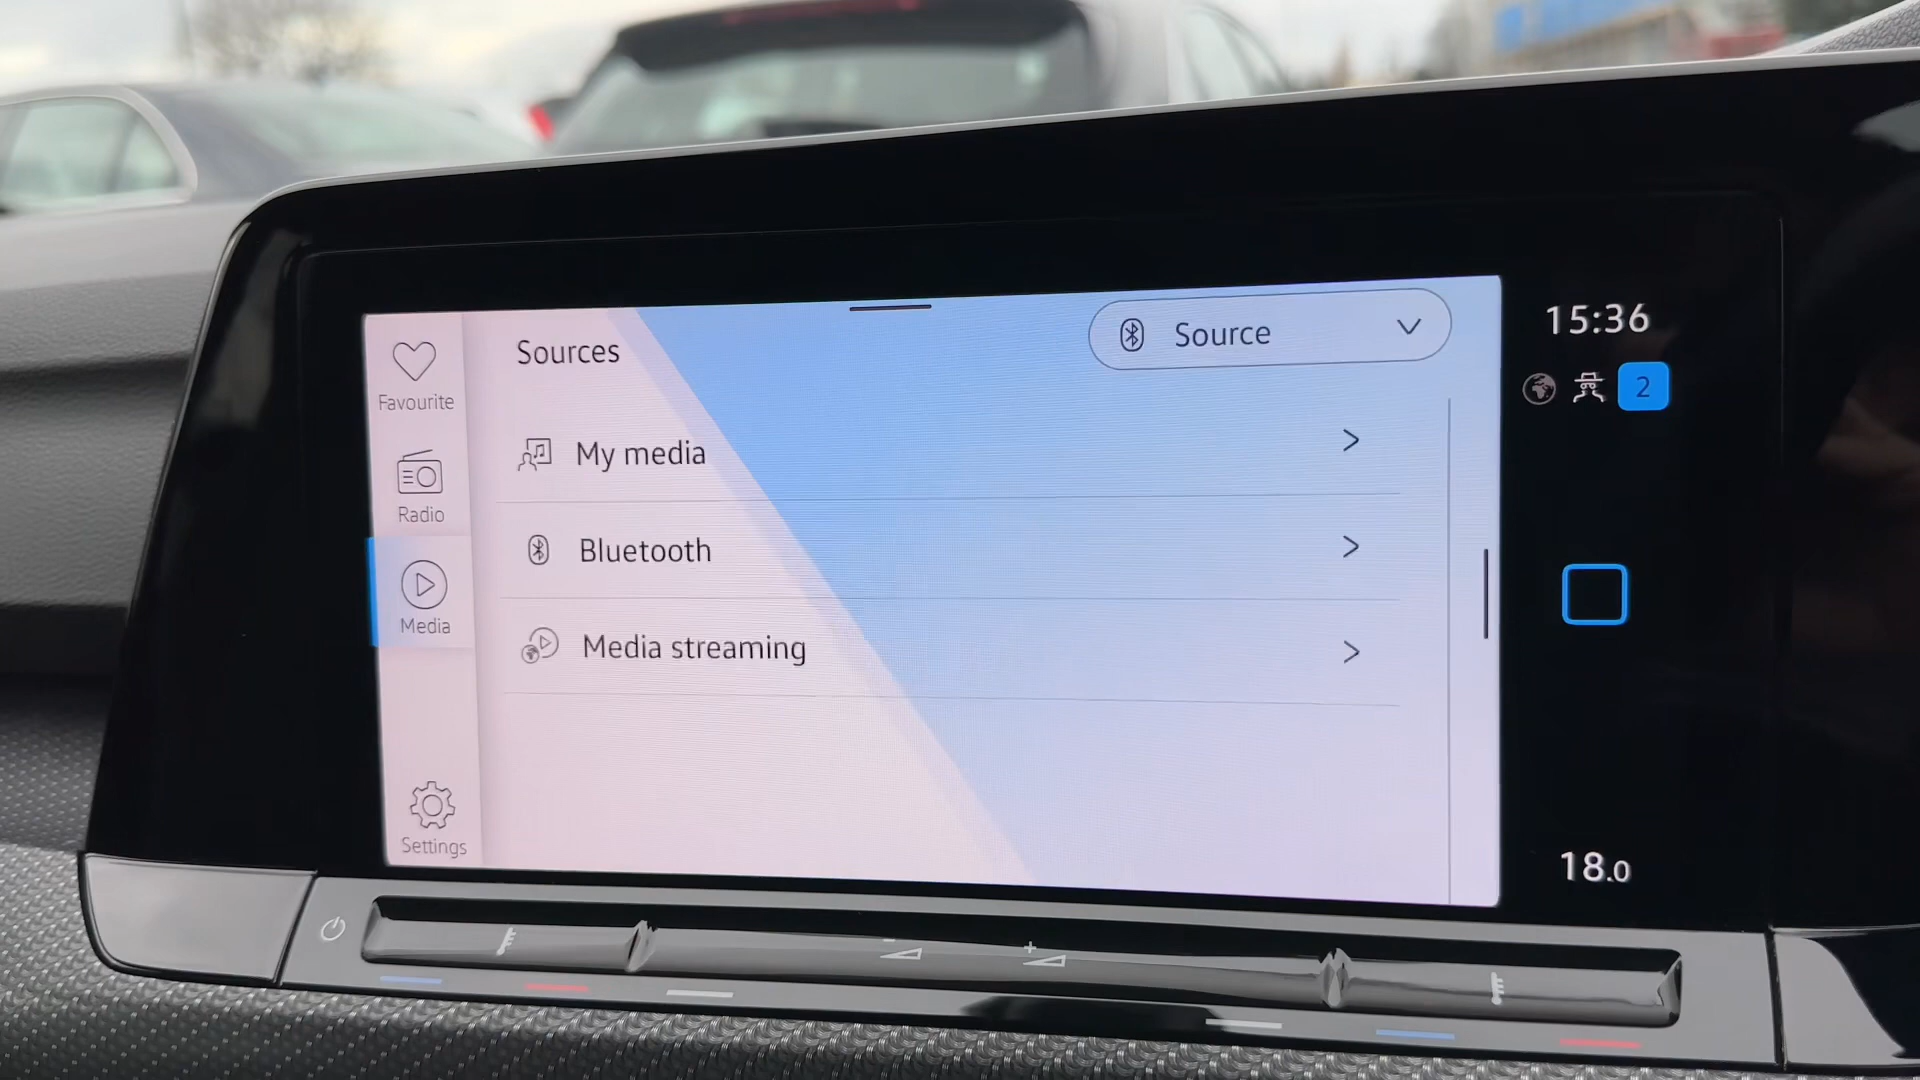 Sources
Source
15:36
2
Favourite
My media
Radio
Bluetooth
Media
Media streaming
Settings
18.0
- +